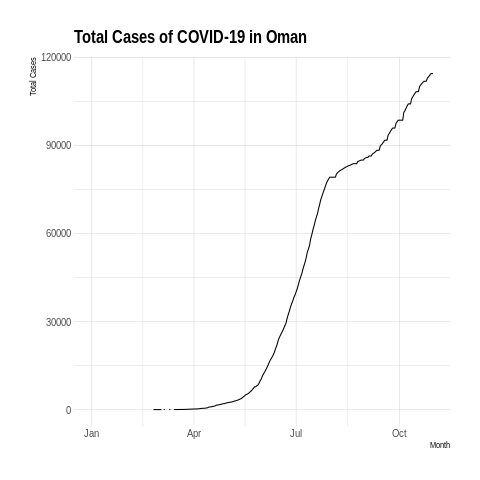 Total Cases of COVID-19 in Oman
Total Cases
120000
90000
60000
30000
0
Jan Apr Jul Oct
Month